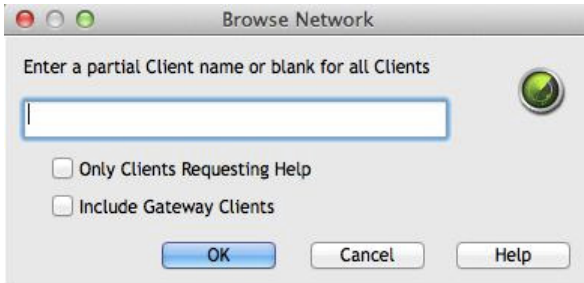 Browse Network
Enter a partial Client name or blank for all Clients
Only Clients Requesting Help
Include Gateway Clients
OK Cancel Help